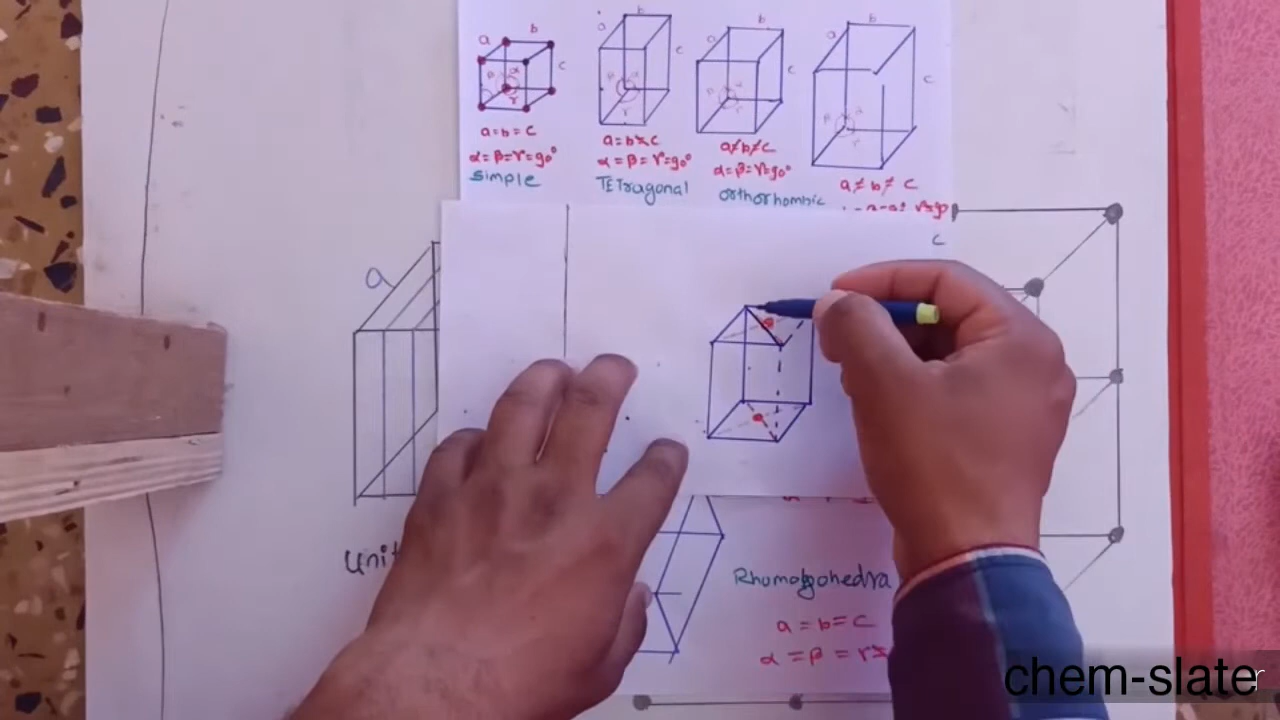 a b c
a = b = c
α = β = γ = 90°
Simple
a b c
a = b ≠ c
α = β = γ = 90°
TETragonal
a b c
a ≠ b ≠ c
α = β = γ = 90°
orthorhombic
a b c
a ≠ b ≠ c
c
a
unit
Rhombohedra
a = b = c
α = β = γ ≠
chem-slate